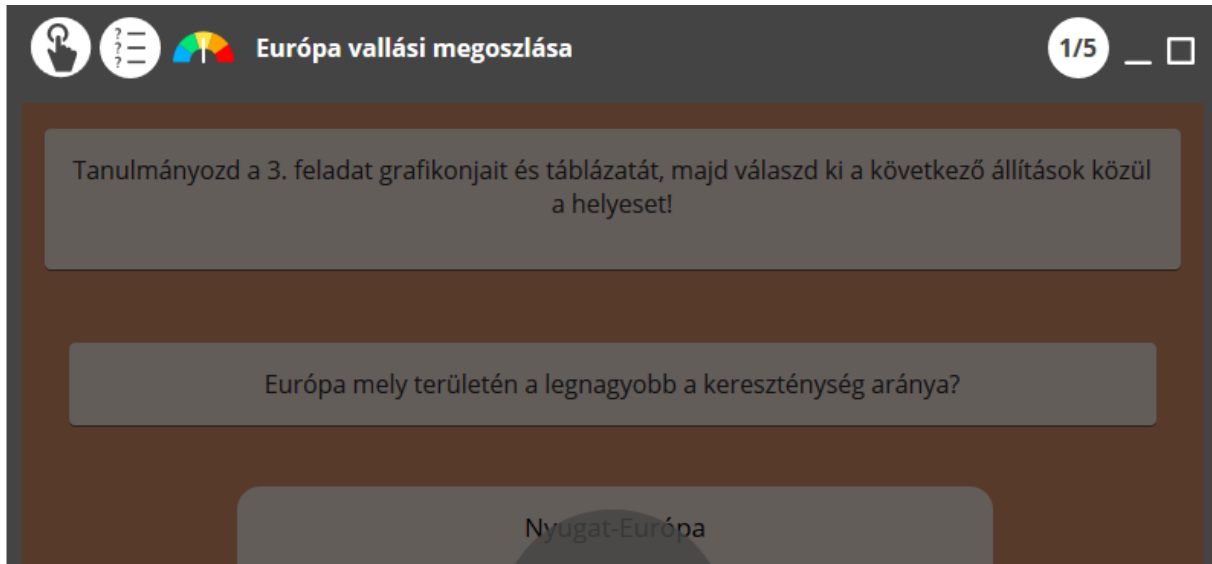 ? 
? 
?
Európa vallási megoszlása
1/5
Tanulmányozd a 3. feladat grafikonjait és táblázatát, majd válaszd ki a következő állítások közül
a helyeset!
Európa mely területén a legnagyobb a kereszténység aránya?
Nyugat-Európa